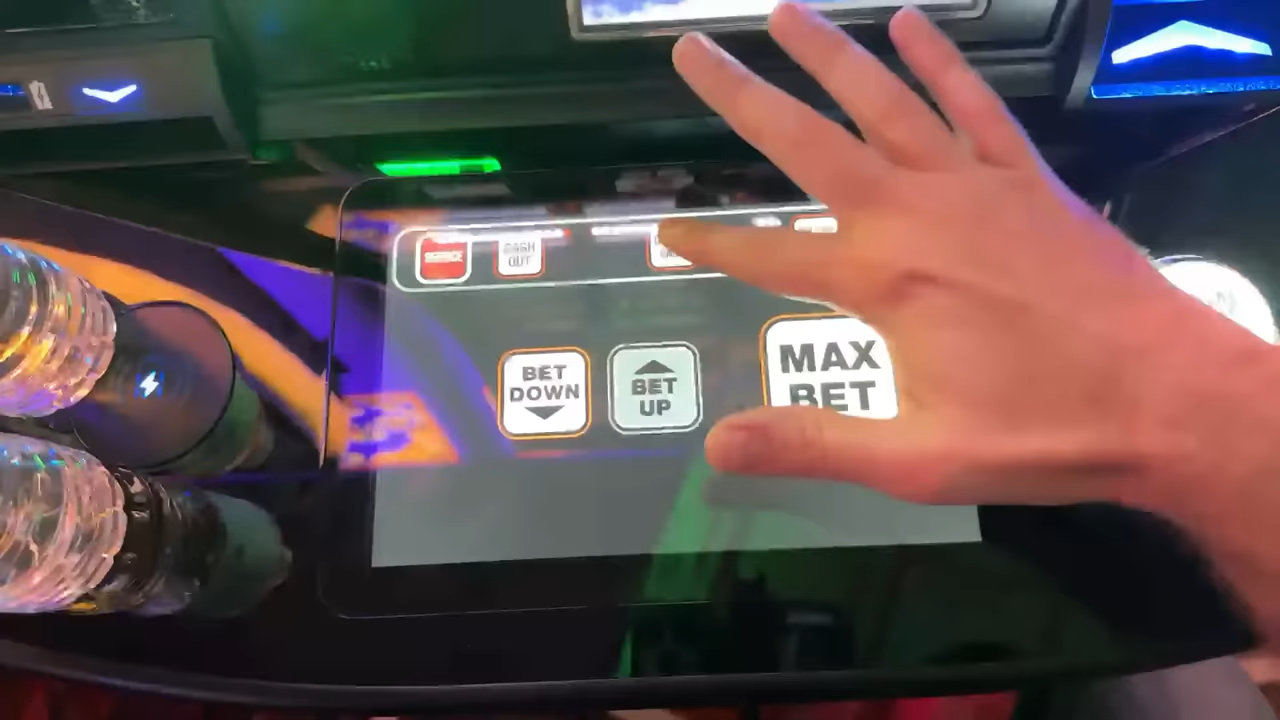 SERVICE
CASH
OUT
BET
DOWN
BET
UP
MAX
BET